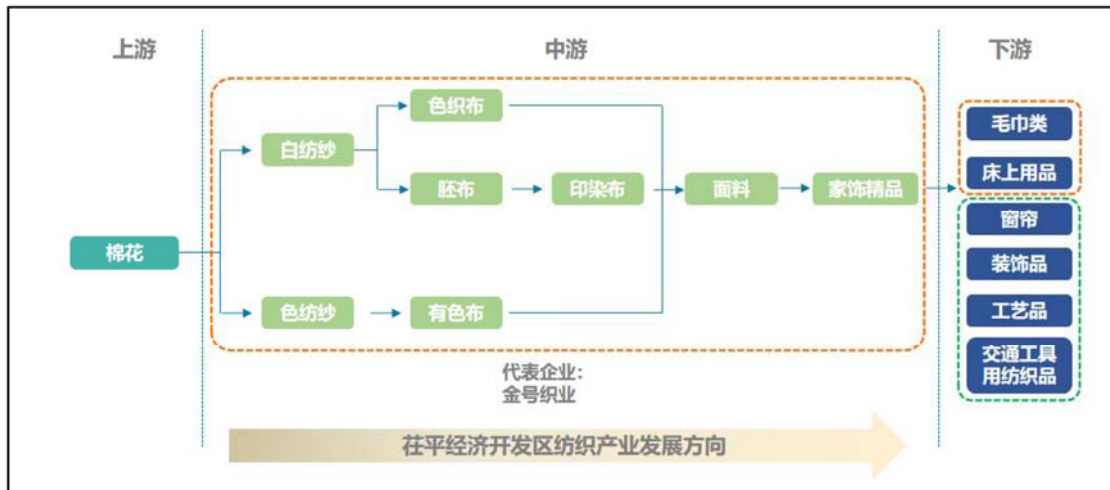 上游
中游
下游
色织布
毛巾类
白纺纱
床上用品
胚布
印染布
面料
家饰精品
窗帘
棉花
装饰品
色纺纱
有色布
工艺品
交通工具
用纺织品
代表企业：
金号织业
茌平经济开发区纺织产业发展方向